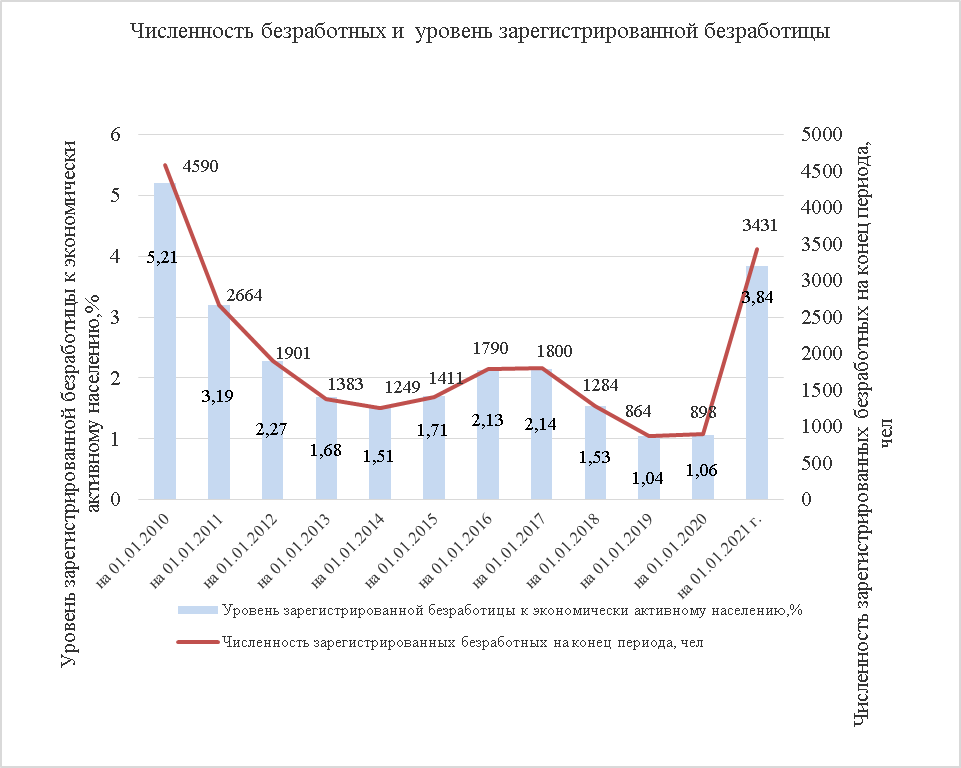 Численность безработных и уровень зарегистрированной безработицы
Уровень зарегистрированной безработицы к экономически
активному населению,%
6
5
4
3
2
1
0
5000
4500
4000
3500
3000
2500
2000
1500
1000
500
0
Численность зарегистрированных безработных на конец периода,
чел
4590
2664
1901
1383
1249
1411
1790
1800
1284
864
898
3431
5,21
3,19
2,27
1,68
1,51
1,71
2,13
2,14
1,53
1,04
1,06
3,84
на 01.01.2010
на 01.01.2011
на 01.01.2012
на 01.01.2013
на 01.01.2014
на 01.01.2015
на 01.01.2016
на 01.01.2017
на 01.01.2018
на 01.01.2019
на 01.01.2020
на 01.01.2021 г.
Уровень зарегистрированной безработицы к экономически активному населению,%
Численность зарегистрированных безработных на конец периода, чел